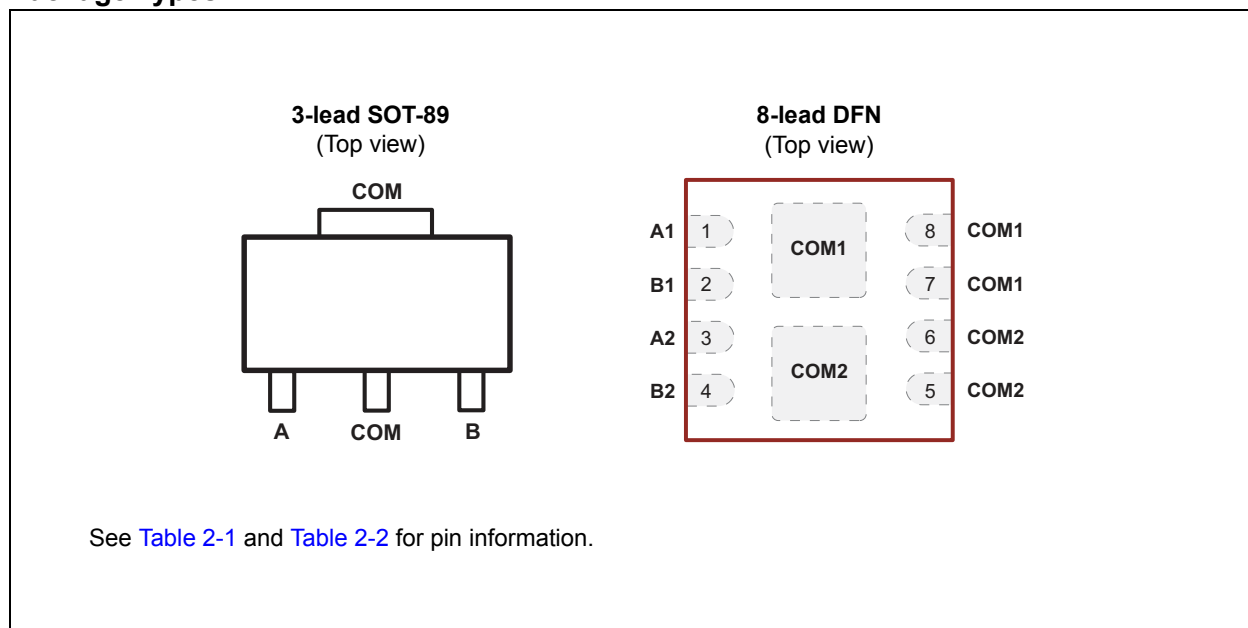 3-lead SOT-89
(Top view)
COM
A COM B
8-lead DFN
(Top view)
A1 1 COM1 8 COM1
B1 2 7 COM1
A2 3 6 COM2
B2 4 COM2 5 COM2
See Table 2-1 and Table 2-2 for pin information.